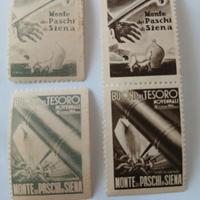 Monte
dei Paschi
di Siena
Monte
dei Paschi
di Siena
BUONI del TESORO
NOVENNALI
MONTE DEI PASCHI DI SIENA
BUONI del TESORO
NOVENNALI
MONTE DEI PASCHI DI SIENA